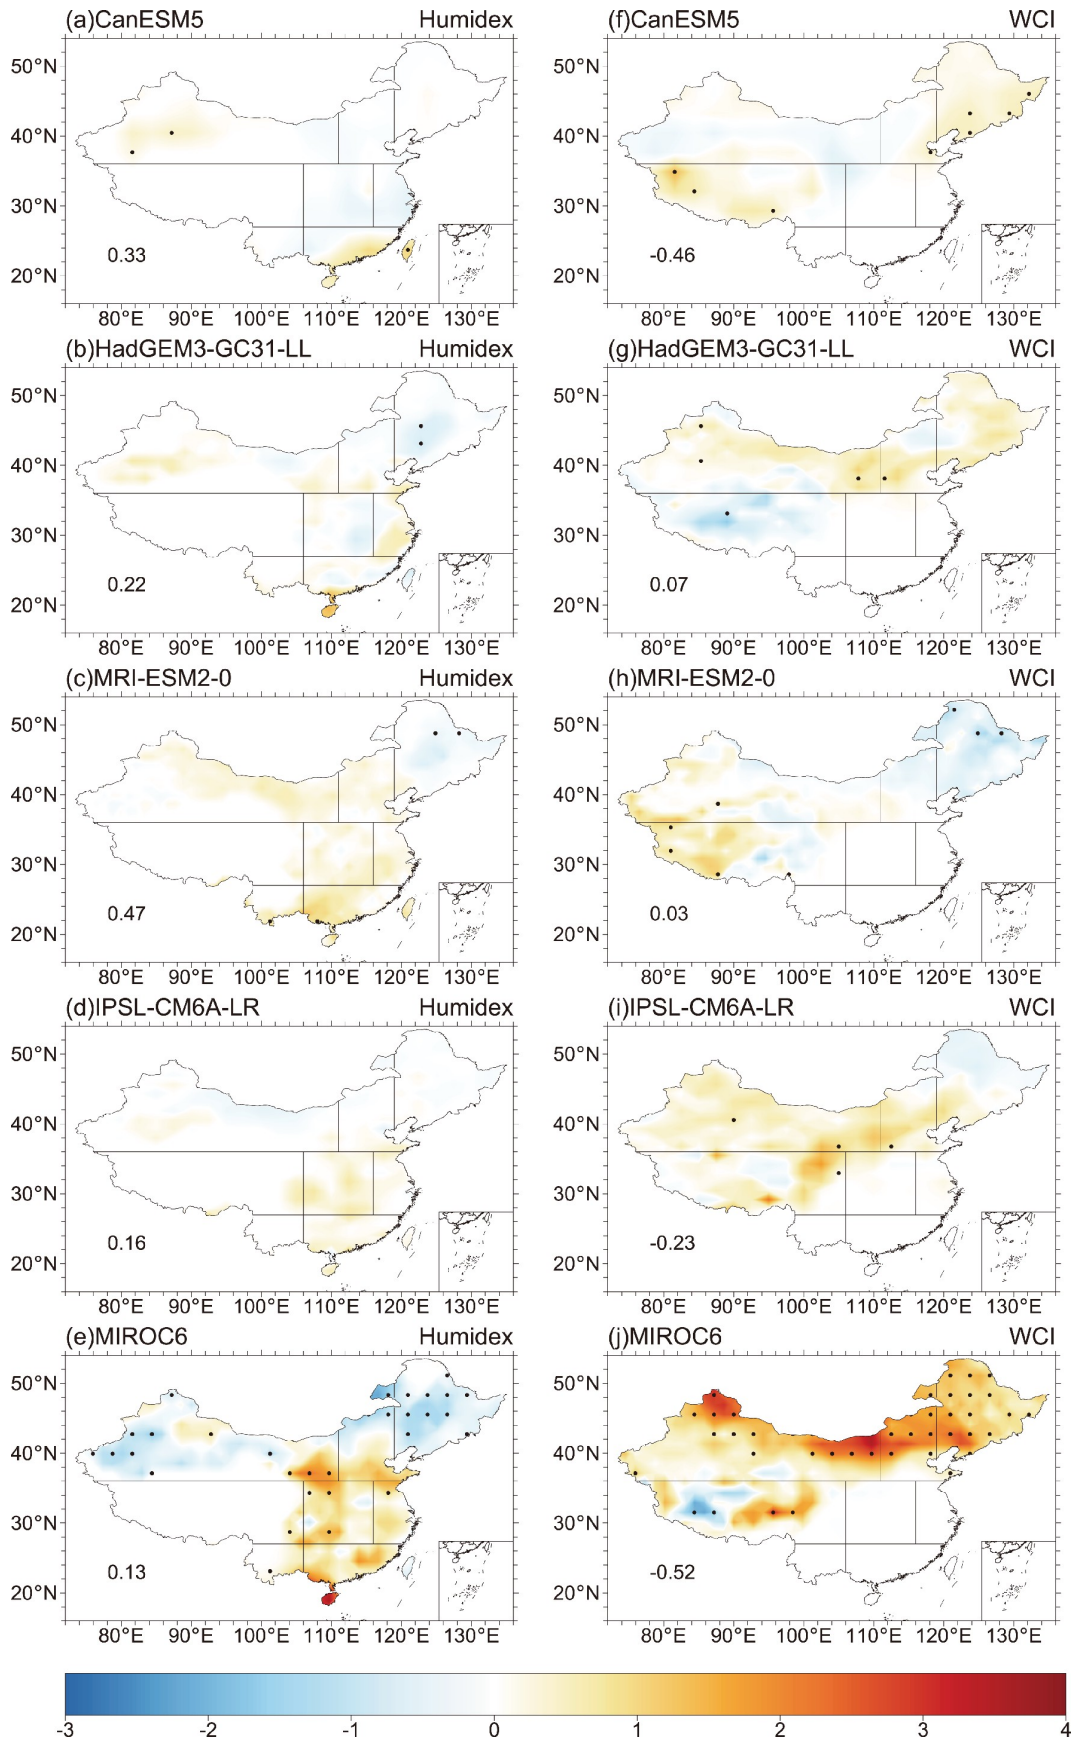 (a)CanESM5 Humidex (f)CanESM5 WCI
50°N 50°N
40°N 40°N
30°N 30°N
0.33 -0.46
20°N 20°N
80°E 90°E 100°E 110°E 120°E 130°E 80°E 90°E 100°E 110°E 120°E 130°E
(b)HadGEM3-GC31-LL Humidex (g)HadGEM3-GC31-LL WCI
50°N 50°N
40°N 40°N
30°N 30°N
0.22 0.07
20°N 20°N
80°E 90°E 100°E 110°E 120°E 130°E 80°E 90°E 100°E 110°E 120°E 130°E
(c)MRI-ESM2-0 Humidex (h)MRI-ESM2-0 WCI
50°N 50°N
40°N 40°N
30°N 30°N
0.47 0.03
20°N 20°N
80°E 90°E 100°E 110°E 120°E 130°E 80°E 90°E 100°E 110°E 120°E 130°E
(d)IPSL-CM6A-LR Humidex (i)IPSL-CM6A-LR WCI
50°N 50°N
40°N 40°N
30°N 30°N
0.16 -0.23
20°N 20°N
80°E 90°E 100°E 110°E 120°E 130°E 80°E 90°E 100°E 110°E 120°E 130°E
(e)MIROC6 Humidex (j)MIROC6 WCI
50°N 50°N
40°N 40°N
30°N 30°N
0.13 -0.52
20°N 20°N
80°E 90°E 100°E 110°E 120°E 130°E 80°E 90°E 100°E 110°E 120°E 130°E
-3 -2 -1 0 1 2 3 4